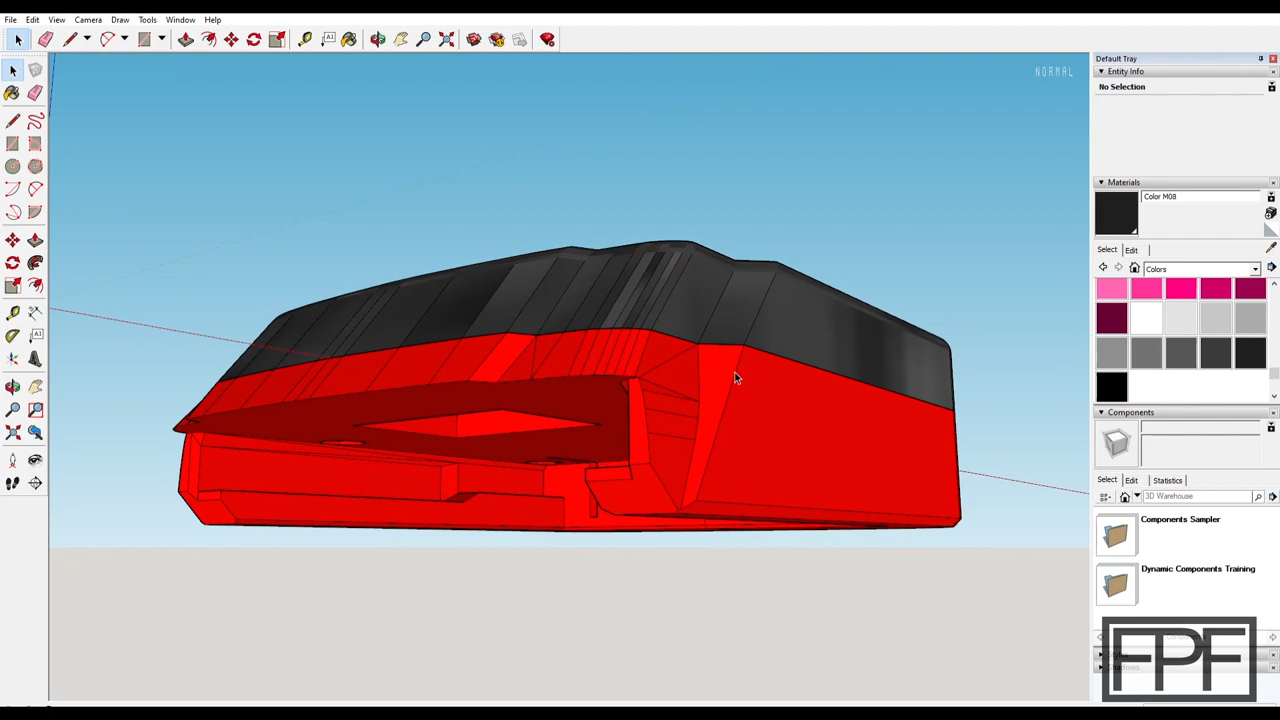 File Edit View Camera Draw Tools Window Help
Default Tray
Entity Info
No Selection
NORMAL
Materials
Color M08
Select Edit
Colors
Components
Select Edit Statistics
3D Warehouse
Components Sampler
Dynamic Components Training
FPF
Shadows